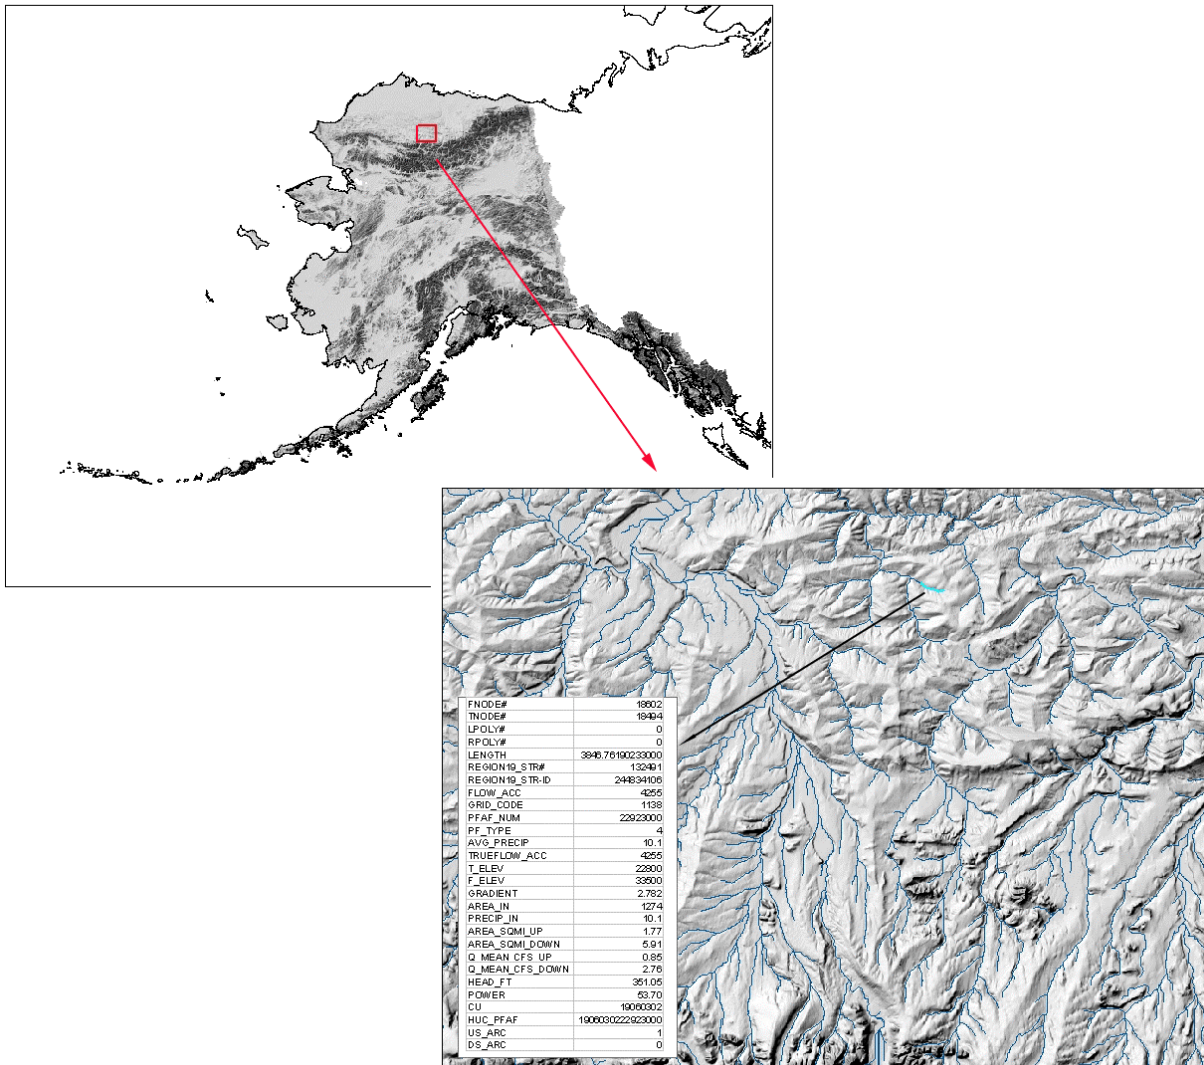 FNODE# 18602
TNODE# 18494
LPOLY# 0
RPOLY# 0
LENGTH 3846.76190233000
REGION19_STR# 132491
REGION19_STR-ID 244834106
FLOW_ACC 4255
GRID_CODE 1138
PFAF_NUM 22923000
PF_TYPE 4
AVG_PRECIP 10.1
TRUEFLOW_ACC 4255
T_ELEV 22800
F_ELEV 33500
GRADIENT 2.782
AREA_IN 1274
PRECIP_IN 10.1
AREA_SQMI_UP 1.77
AREA_SQMI_DOWN 5.91
Q_MEAN_CFS_UP 0.85
Q_MEAN_CFS_DOWN 2.76
HEAD_FT 351.05
POWER 53.70
CU 19060302
HUC_PFAF 1906030222923000
US_ARC 1
DS_ARC 0